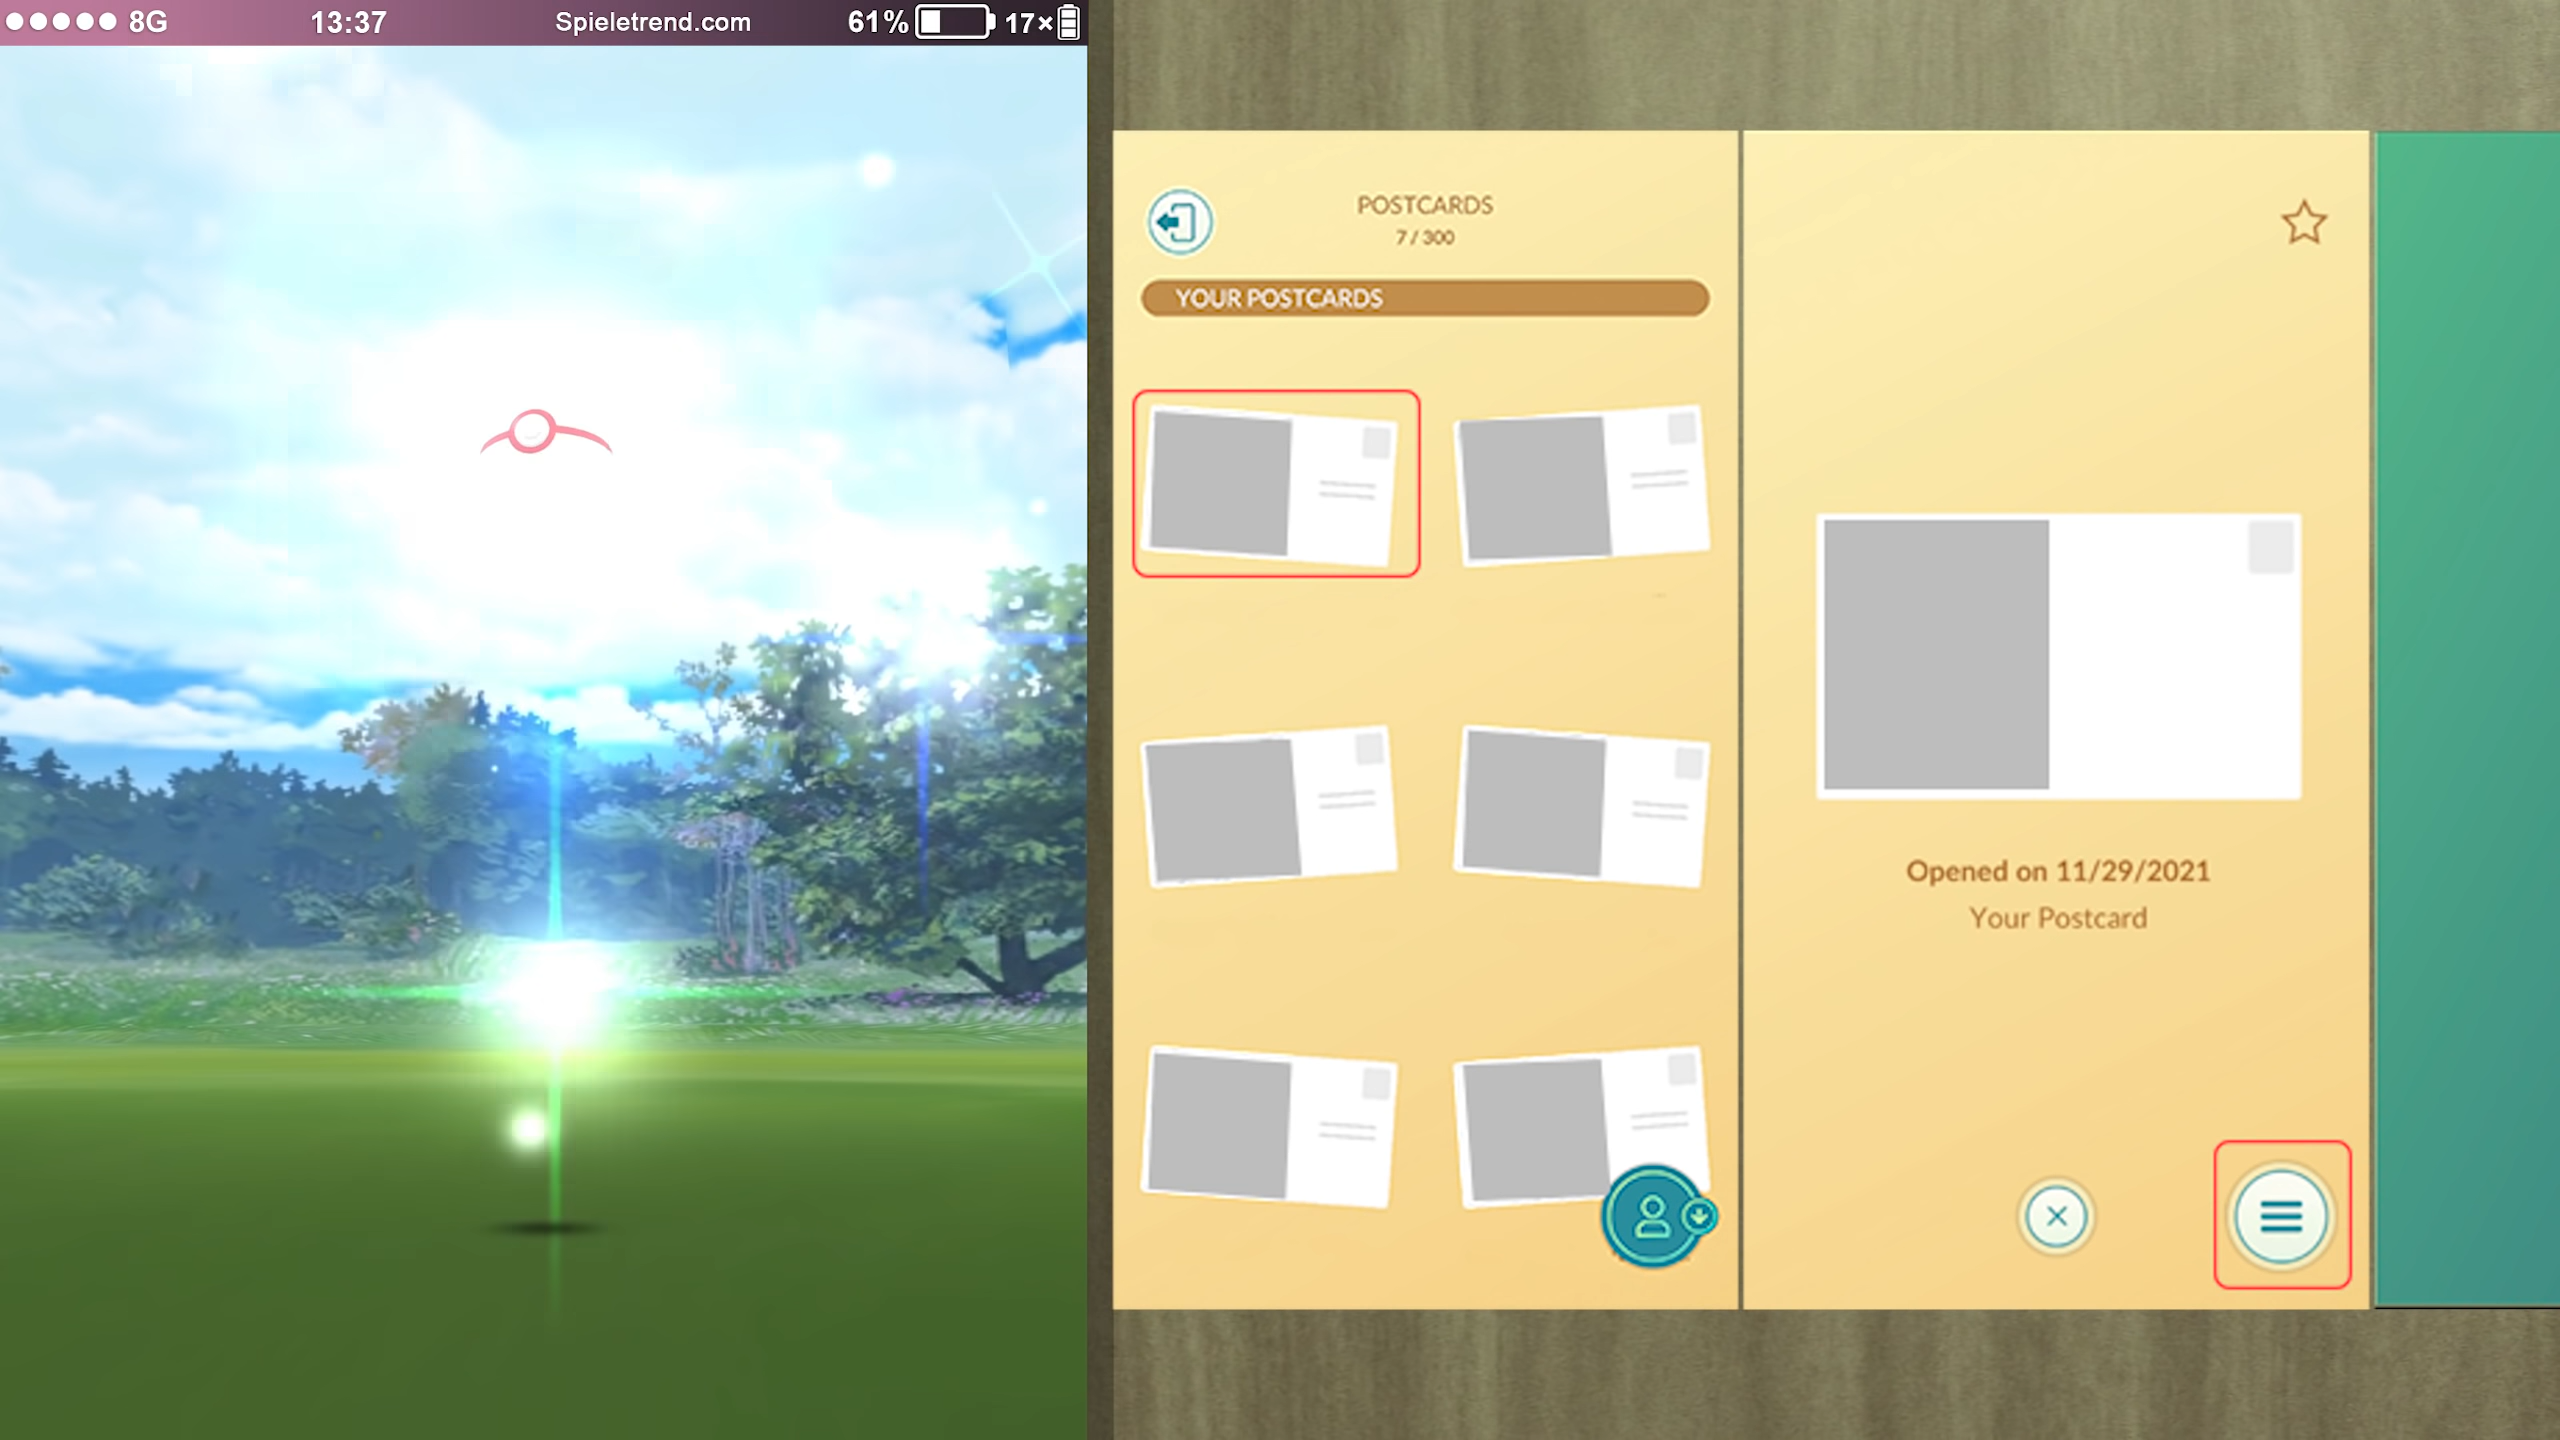 8G 13:37 Spieletrend.com 61% 17×
POSTCARDS
7 / 300
YOUR POSTCARDS
Opened on 11/29/2021
Your Postcard